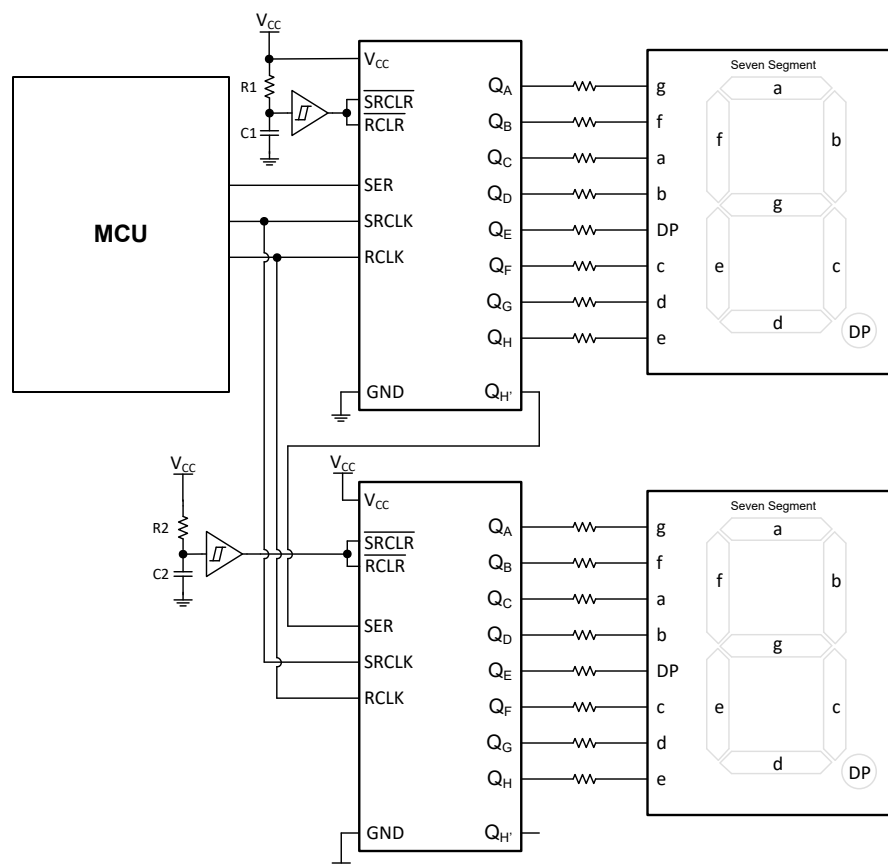 VCC
R1
C1
VCC
SRCLR
RCLR
SER
SRCLK
RCLK
GND
QA
QB
QC
QD
QE
QF
QG
QH
QH'
MCU
Seven Segment
g
f
a
b
DP
c
d
e
a
f
b
g
e
c
d
DP
VCC
R2
C2
VCC
VCC
SRCLR
RCLR
SER
SRCLK
RCLK
GND
QA
QB
QC
QD
QE
QF
QG
QH
QH'
Seven Segment
g
f
a
b
DP
c
d
e
a
f
b
g
e
c
d
DP